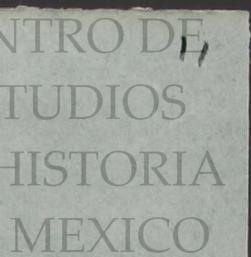 NTRO DE
TUDIOS
HISTORIA
MEXICO